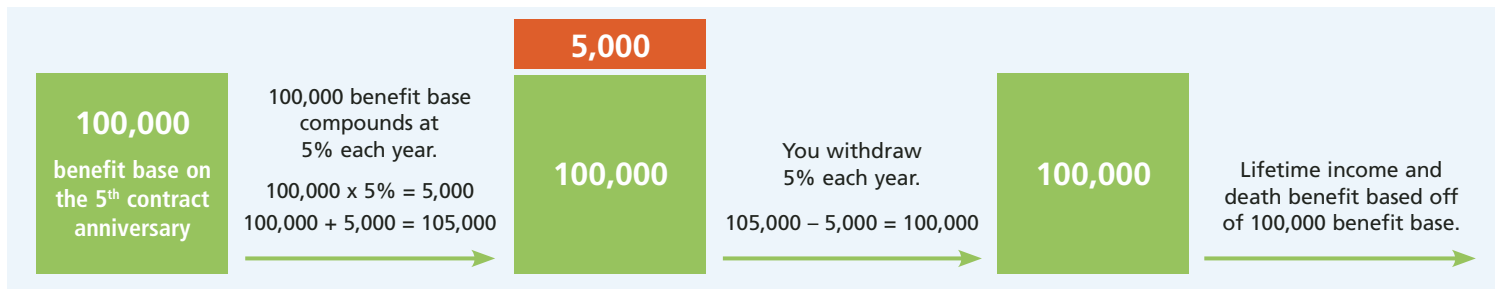 100,000
benefit base on
the 5th contract
anniversary
100,000 benefit base
compounds at
5% each year.
100,000 x 5% = 5,000
100,000 + 5,000 = 105,000
5,000
100,000
You withdraw
5% each year.
105,000 – 5,000 = 100,000
100,000
Lifetime income and
death benefit based off
of 100,000 benefit base.